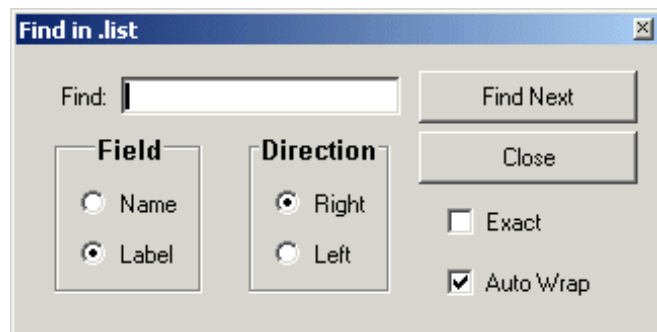 Find in .list
Find:
Find Next
Field
Direction
Close
Name
Right
Exact
Label
Left
Auto Wrap